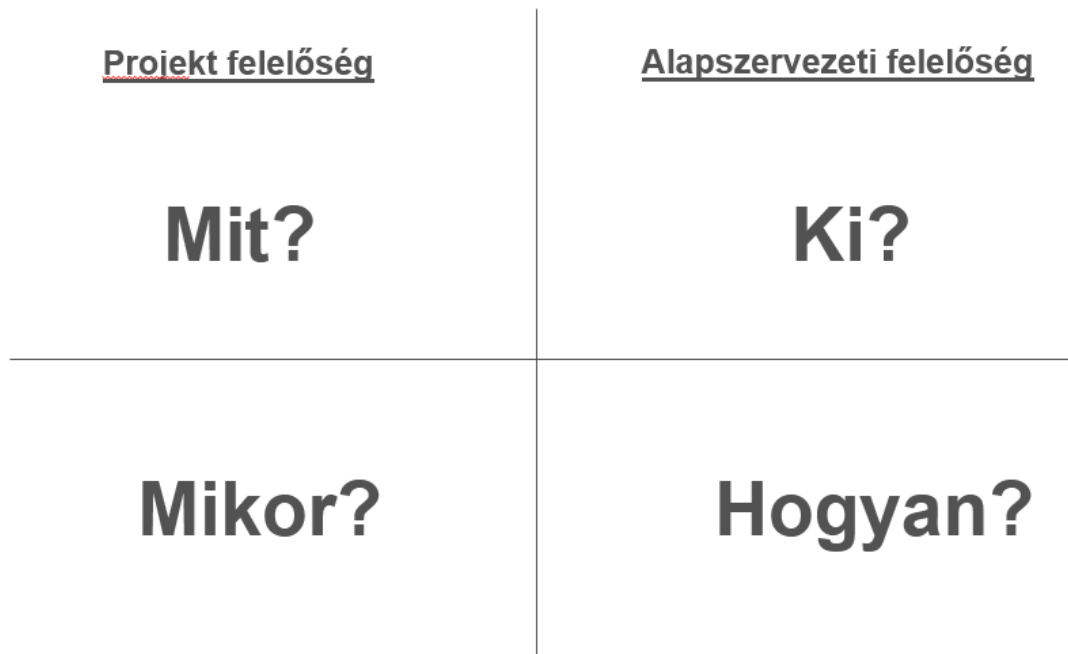 Projekt felelőség
Alapszervezeti felelőség
Mit?
Ki?
Mikor?
Hogyan?